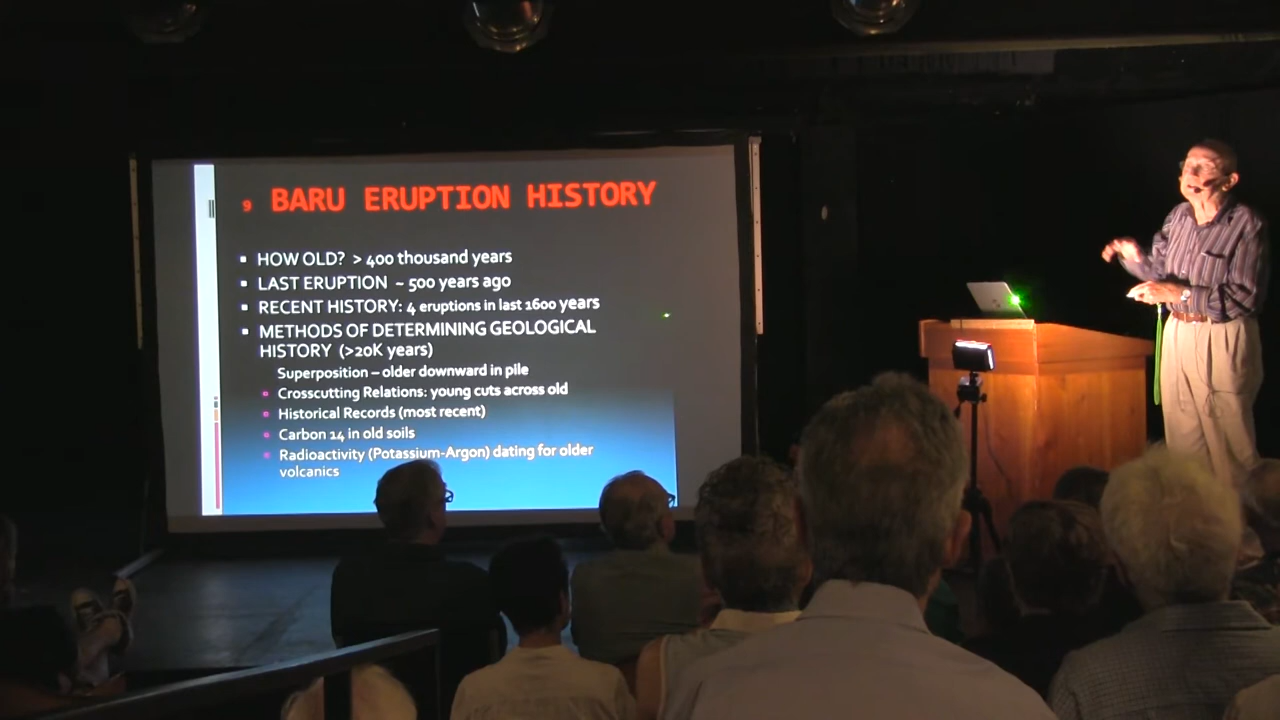 9 BARU ERUPTION HISTORY
▪ HOW OLD? > 400 thousand years
▪ LAST ERUPTION ~ 500 years ago
▪ RECENT HISTORY: 4 eruptions in last 1600 years
▪ METHODS OF DETERMINING GEOLOGICAL
HISTORY (>20K years)
Superposition – older downward in pile
▫ Crosscutting Relations: young cuts across old
▫ Historical Records (most recent)
▫ Carbon 14 in old soils
▫ Radioactivity (Potassium-Argon) dating for older
volcanics